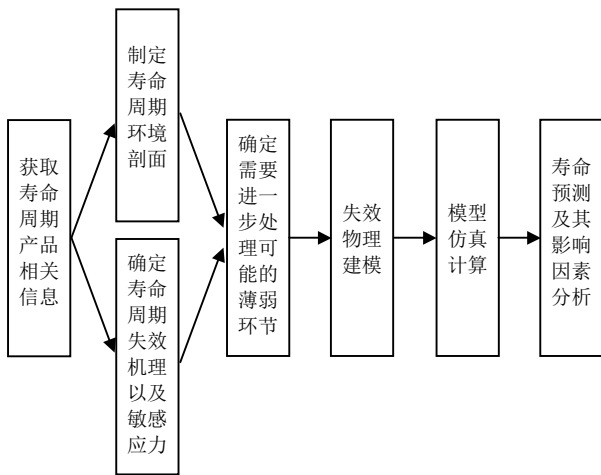 获取
寿命
周期
产品
相关
信息
制定
寿命
周期
环境
剖面
确定
寿命
周期
失效
机理
以及
敏感
应力
确定
需要
进一
步处
理可
能的
薄弱
环节
失效
物理
建模
模型
仿真
计算
寿命
预测
及其
影响
因素
分析